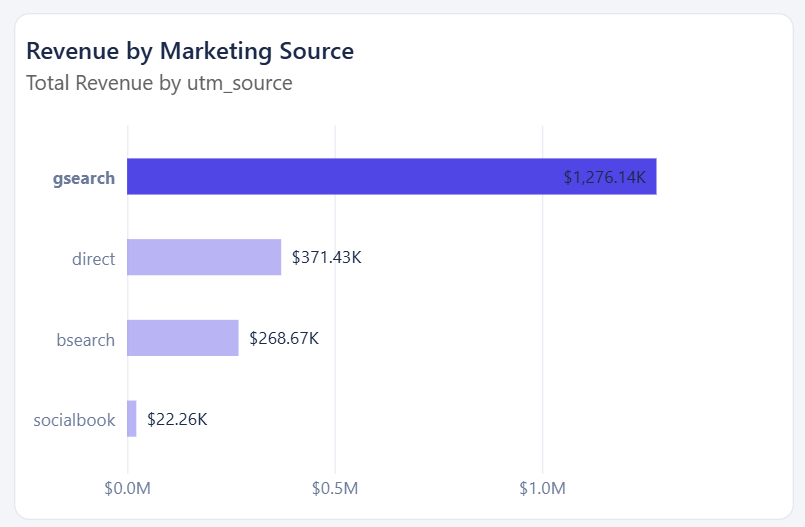 Revenue by Marketing Source
Total Revenue by utm_source
gsearch $1,276.14K
direct $371.43K
bsearch $268.67K
socialbook $22.26K
$0.0M $0.5M $1.0M